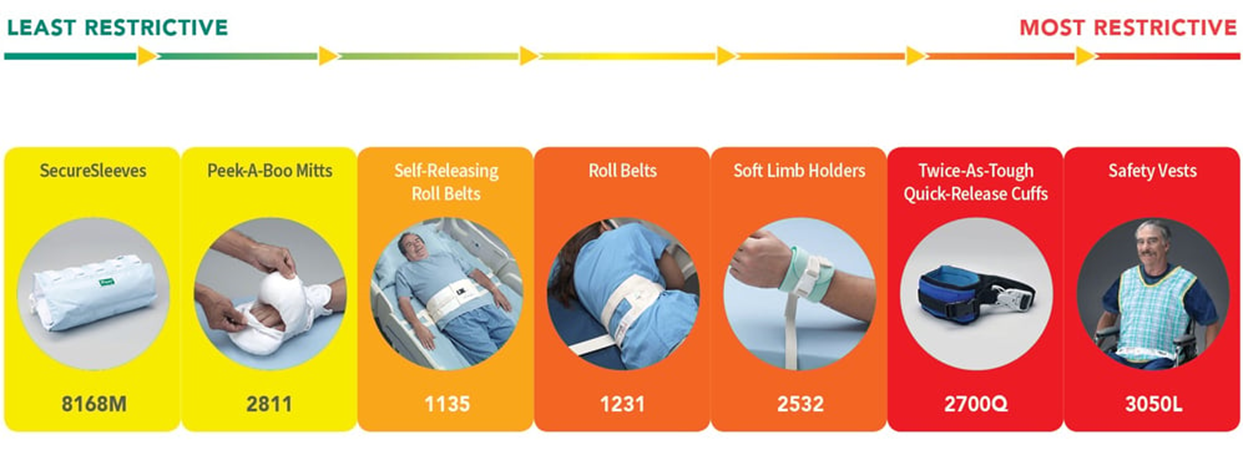 LEAST RESTRICTIVE
MOST RESTRICTIVE
SecureSleeves
Peek-A-Boo Mitts
Self-Releasing
Roll Belts
Roll Belts
Soft Limb Holders
Twice-As-Tough
Quick-Release Cuffs
Safety Vests
8168M
2811
1135
1231
2532
2700Q
3050L